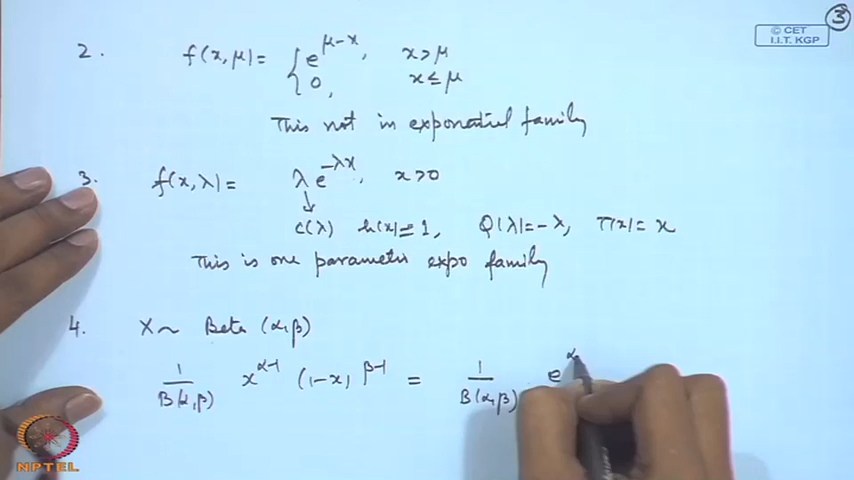 3
© CET
I.I.T. KGP
2. f(x, μ) = { e^{μ-x}, x > μ
0, x ≤ μ
This not in exponential family
3. f(x, λ) = λ e^{-λx}, x > 0
↓
c(λ) h(x) = 1, Q(λ) = -λ, T(x) = x
This is one parameter expo family
4. X ~ Beta (α, β)
1/B(α, β) x^{α-1} (1-x)^{β-1} = 1/B(α, β) e^{α
NPTEL